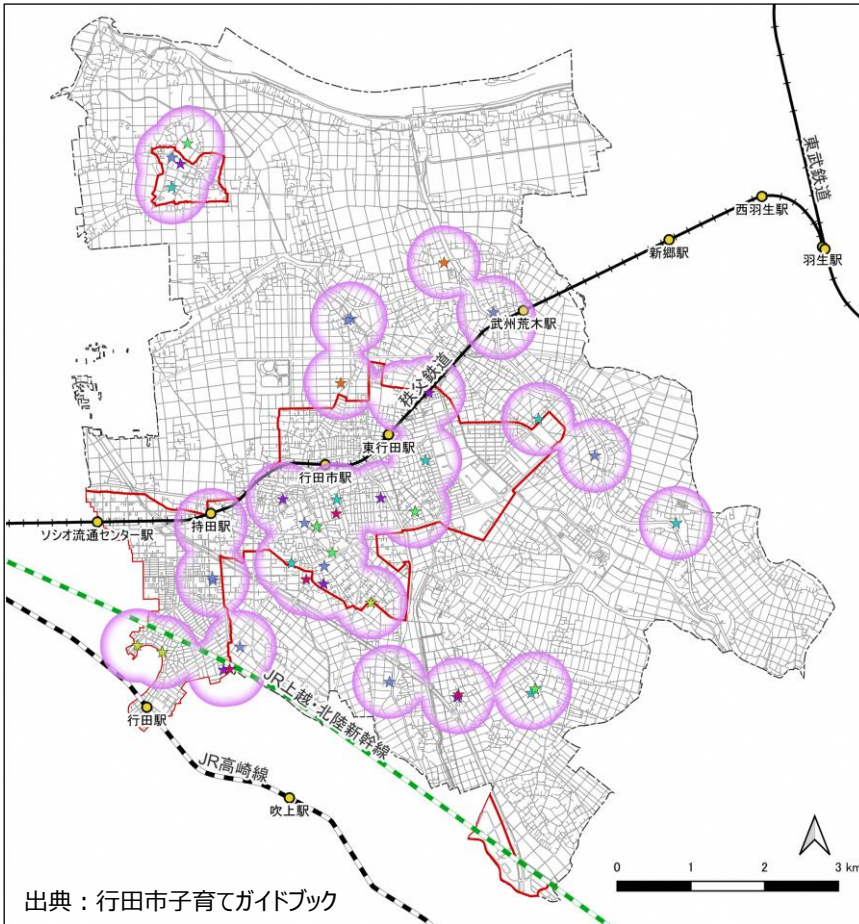 東武鉄道
西羽生駅
新郷駅
羽生駅
武州荒木駅
秩父鉄道
東行田駅
行田市駅
持田駅
ソシオ流通センター駅
JR上越・北陸新幹線
行田駅
JR高崎線
吹上駅
0 1 2 3 km
出典：行田市子育てガイドブック